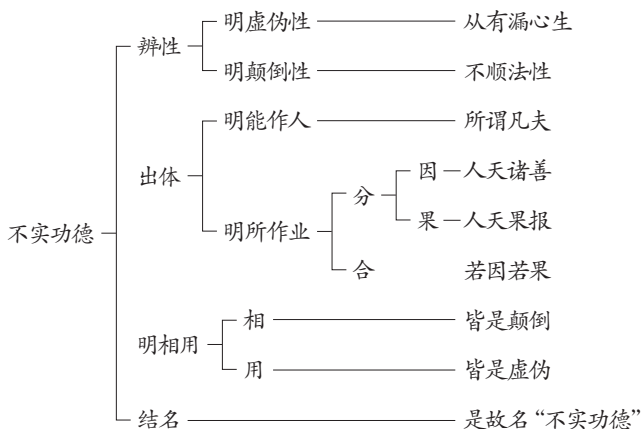 明虚伪性 从有漏心生
辨性
明颠倒性 不顺法性
明能作人 所谓凡夫
出体
因 人天诸善
分
明所作业
果 人天果报
不实功德
合 若因若果
相 皆是颠倒
明相用
用 皆是虚伪
结名 是故名“不实功德”